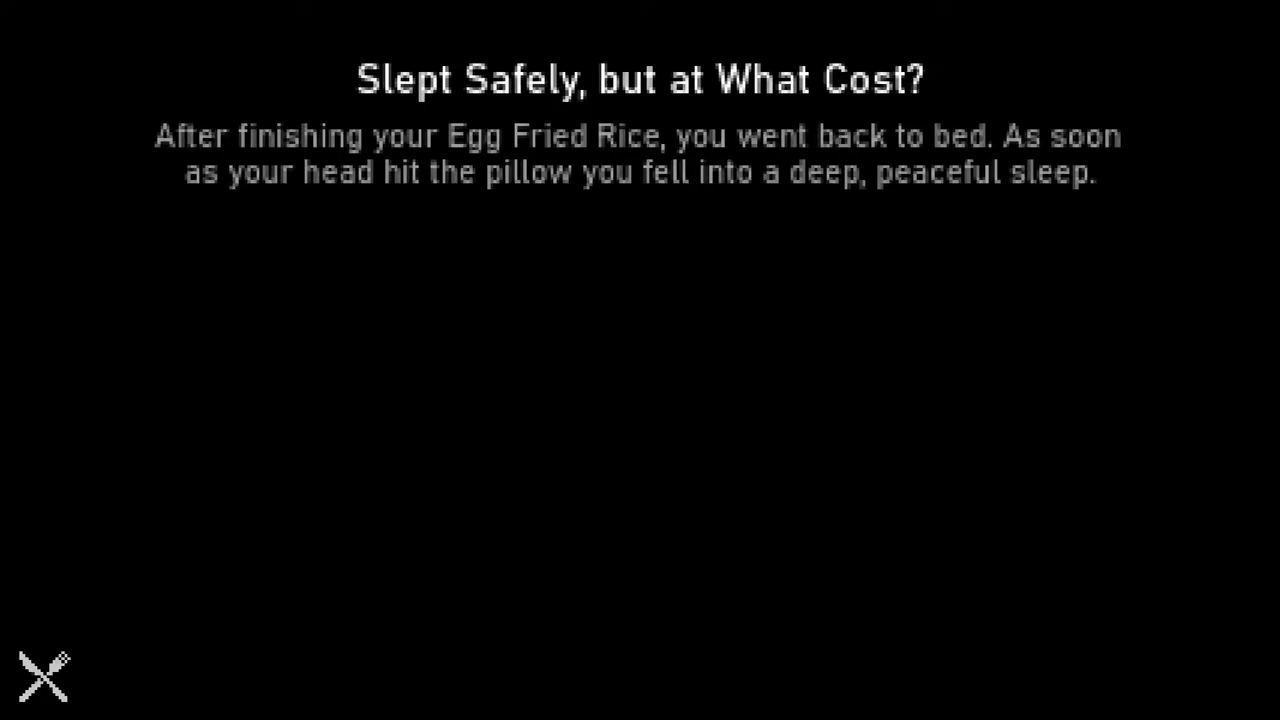 Slept Safely, but at What Cost?
After finishing your Egg Fried Rice, you went back to bed. As soon
as your head hit the pillow you fell into a deep, peaceful sleep.